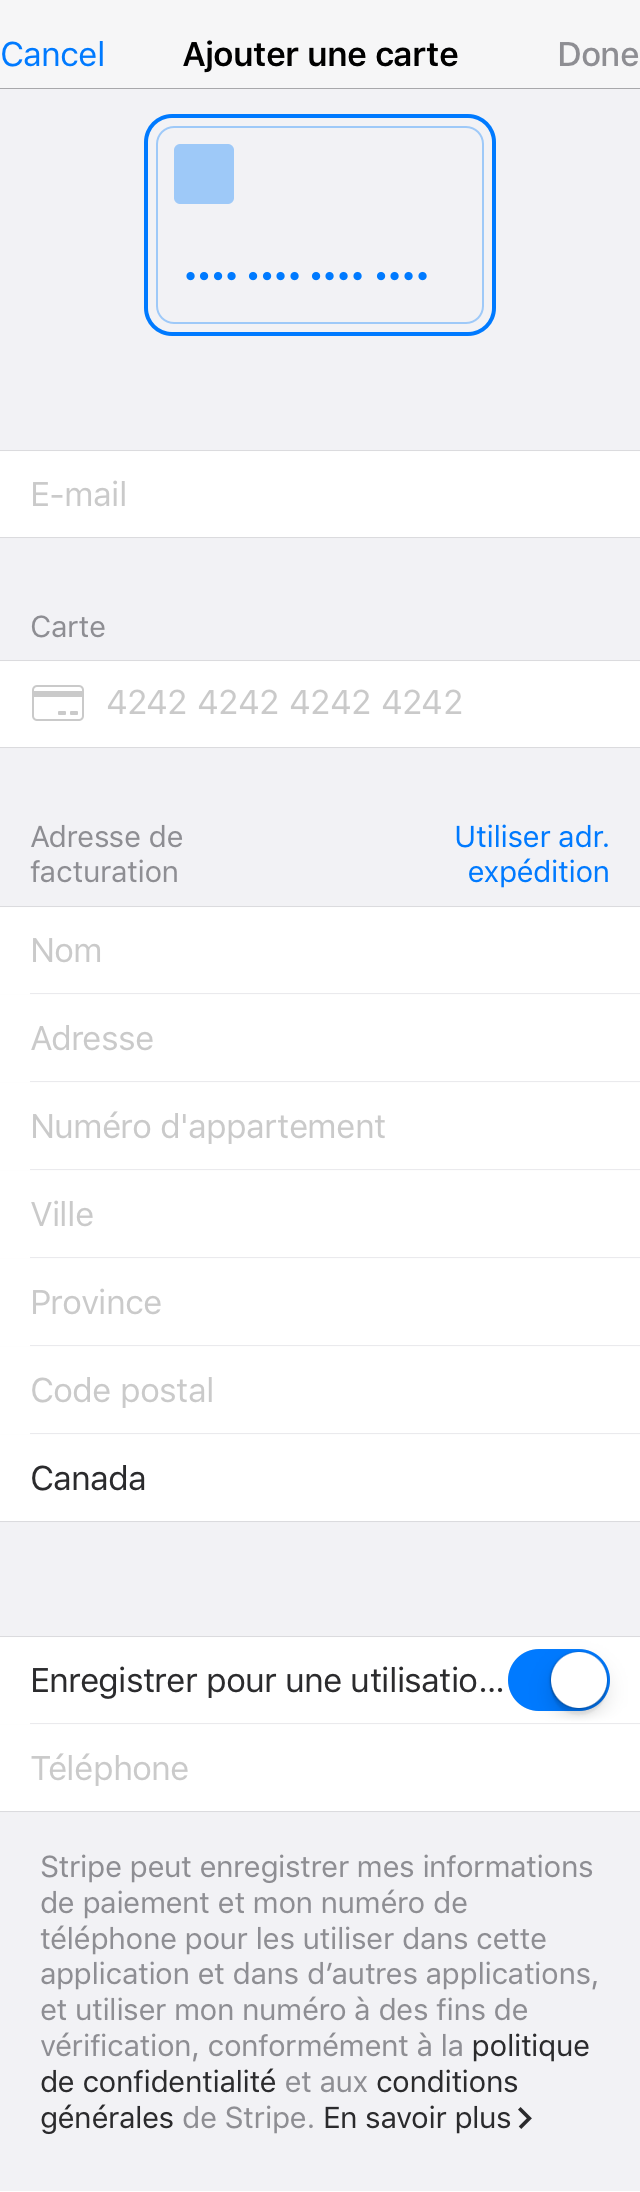 Cancel Ajouter une carte Done
•••• •••• •••• ••••
E-mail
Carte
4242 4242 4242 4242
Adresse de
facturation
Utiliser adr.
expédition
Nom
Adresse
Numéro d'appartement
Ville
Province
Code postal
Canada
Enregistrer pour une utilisatio...
Téléphone
Stripe peut enregistrer mes informations
de paiement et mon numéro de
téléphone pour les utiliser dans cette
application et dans d’autres applications,
et utiliser mon numéro à des fins de
vérification, conformément à la politique
de confidentialité et aux conditions
générales de Stripe. En savoir plus